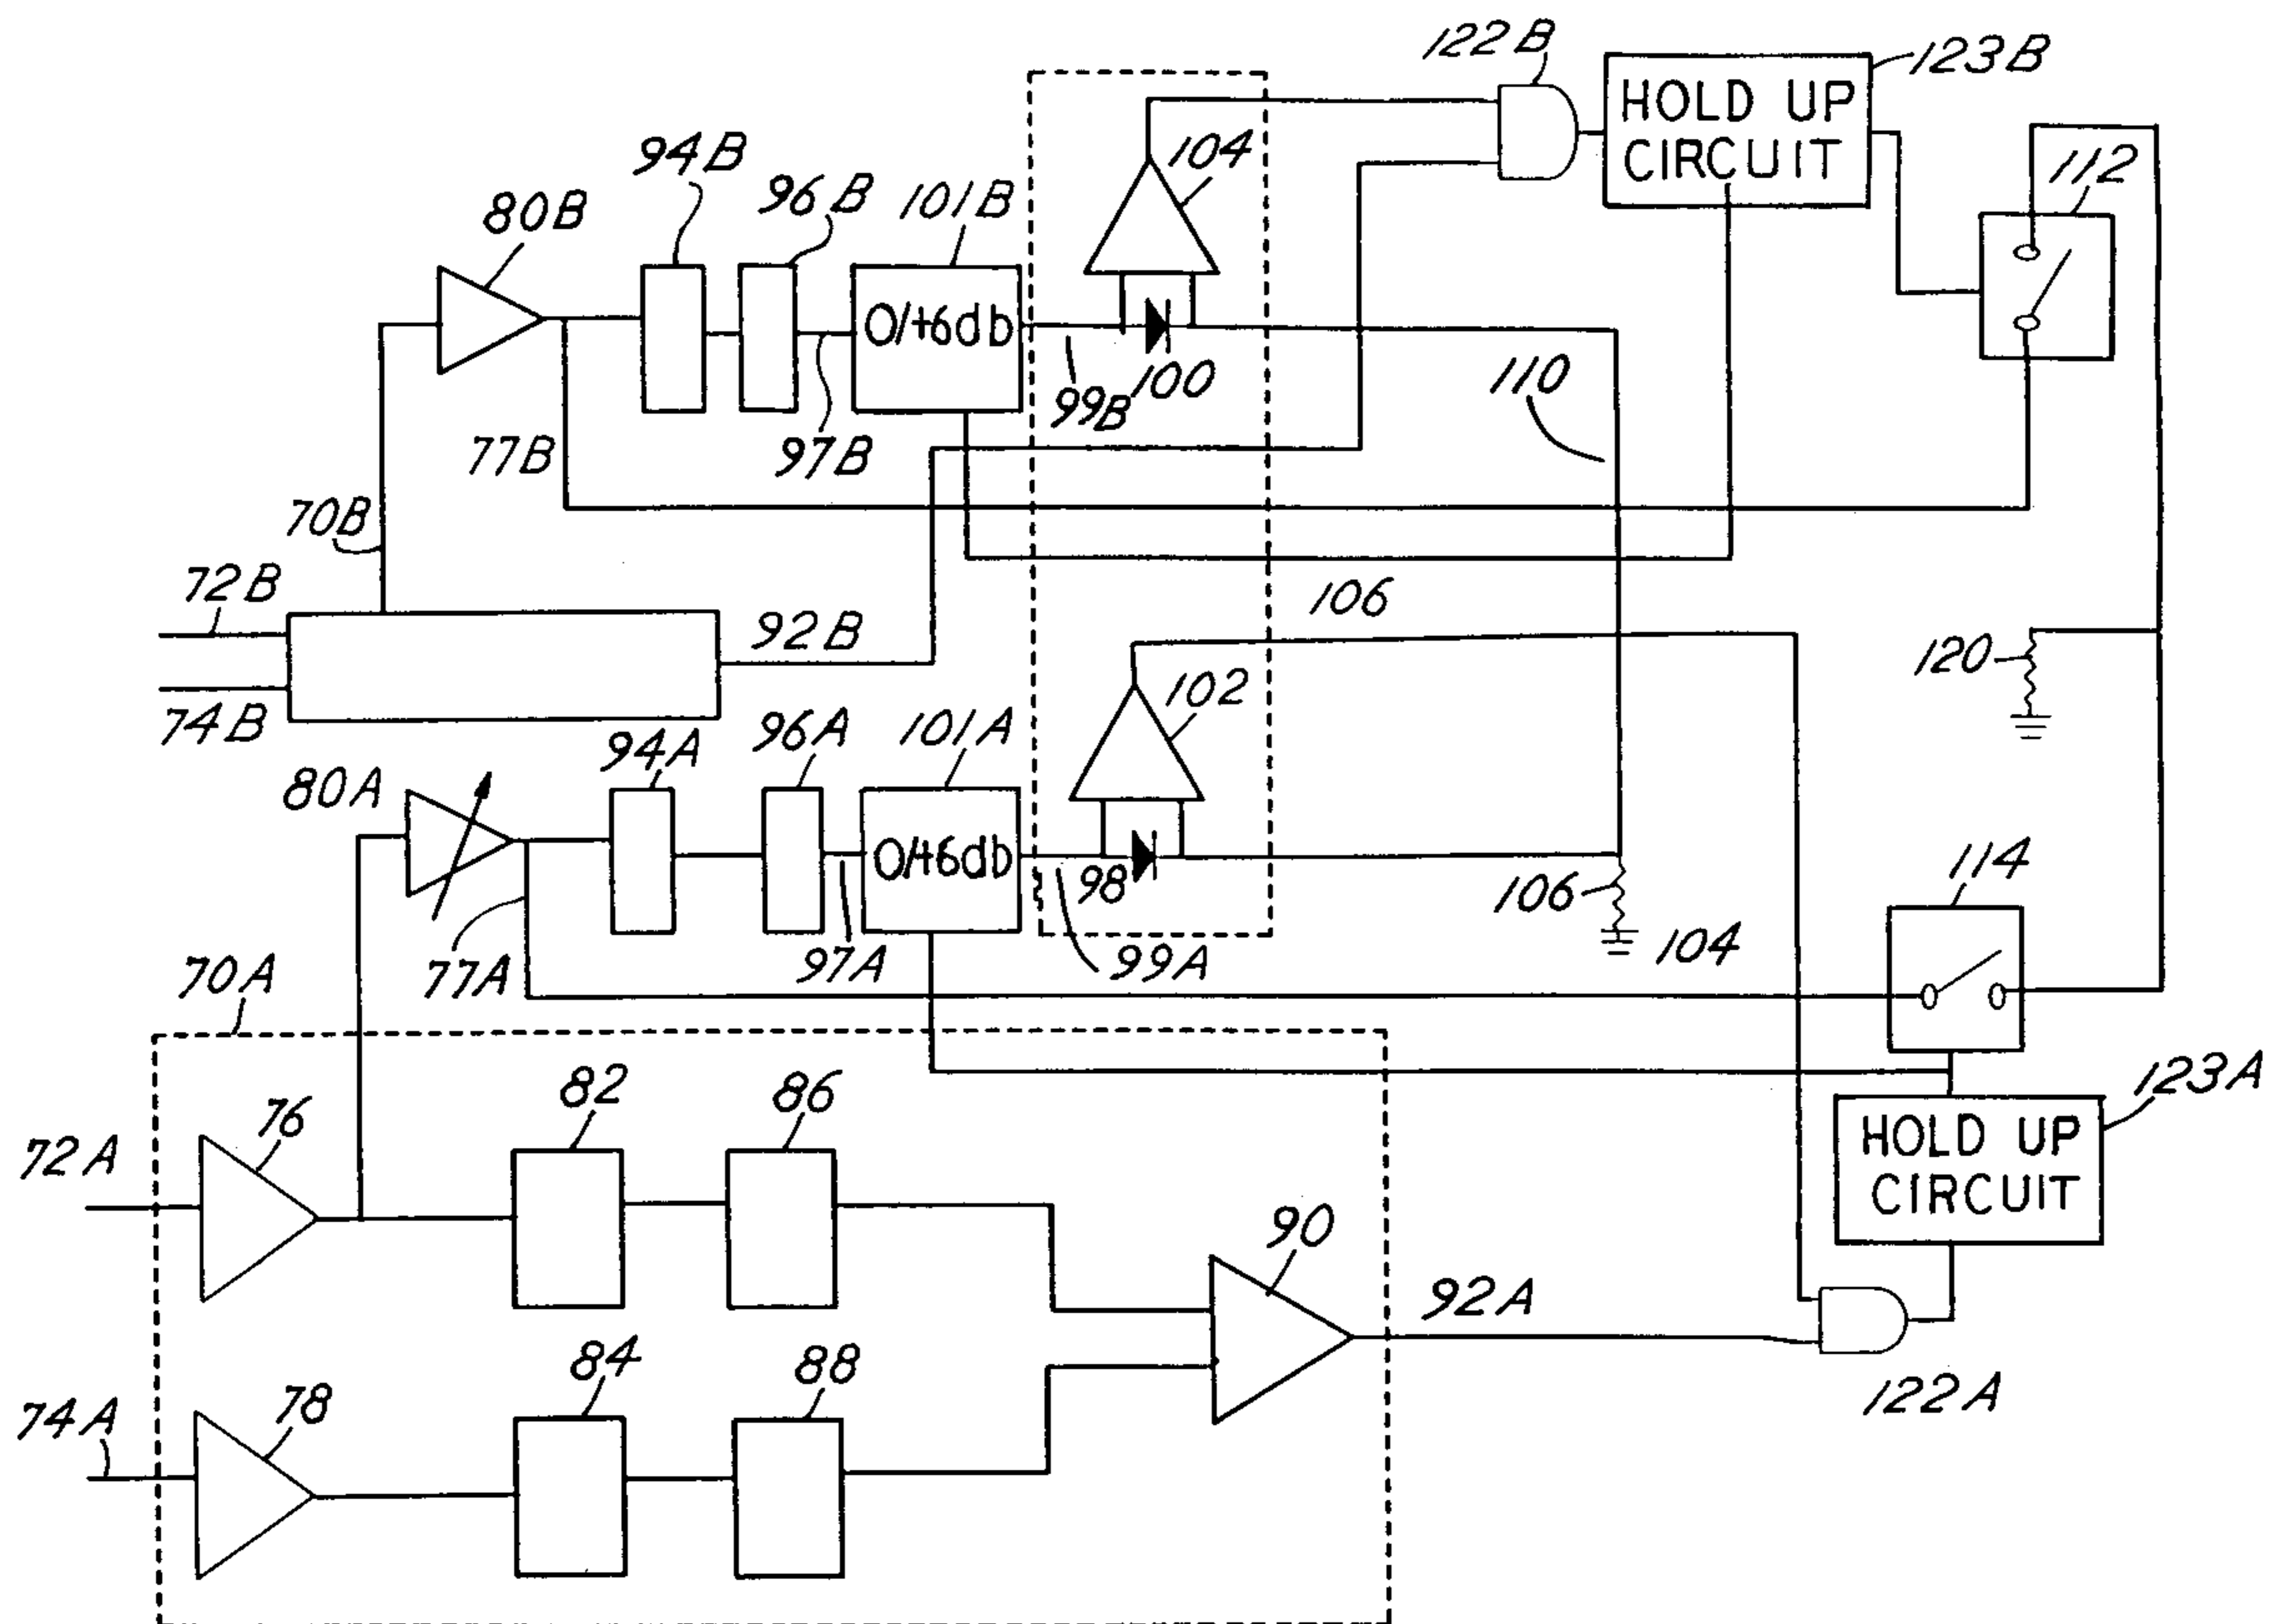 122B
HOLD UP
CIRCUIT
123B
94B
104
112
96B
101B
80B
0/+6db
100
99B
110
77B
97B
70B
72B
106
92B
120
74B
102
94A
96A
101A
80A
0/+6db
98
114
106
104
77A
97A
99A
70A
82
86
123A
76
HOLD UP
CIRCUIT
72A
90
92A
84
88
74A
78
122A